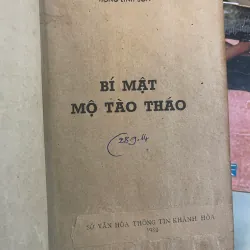 BÍ MẬT
MỘ TÀO THÁO
SỞ VĂN HÓA THÔNG TIN KHÁNH HÒA